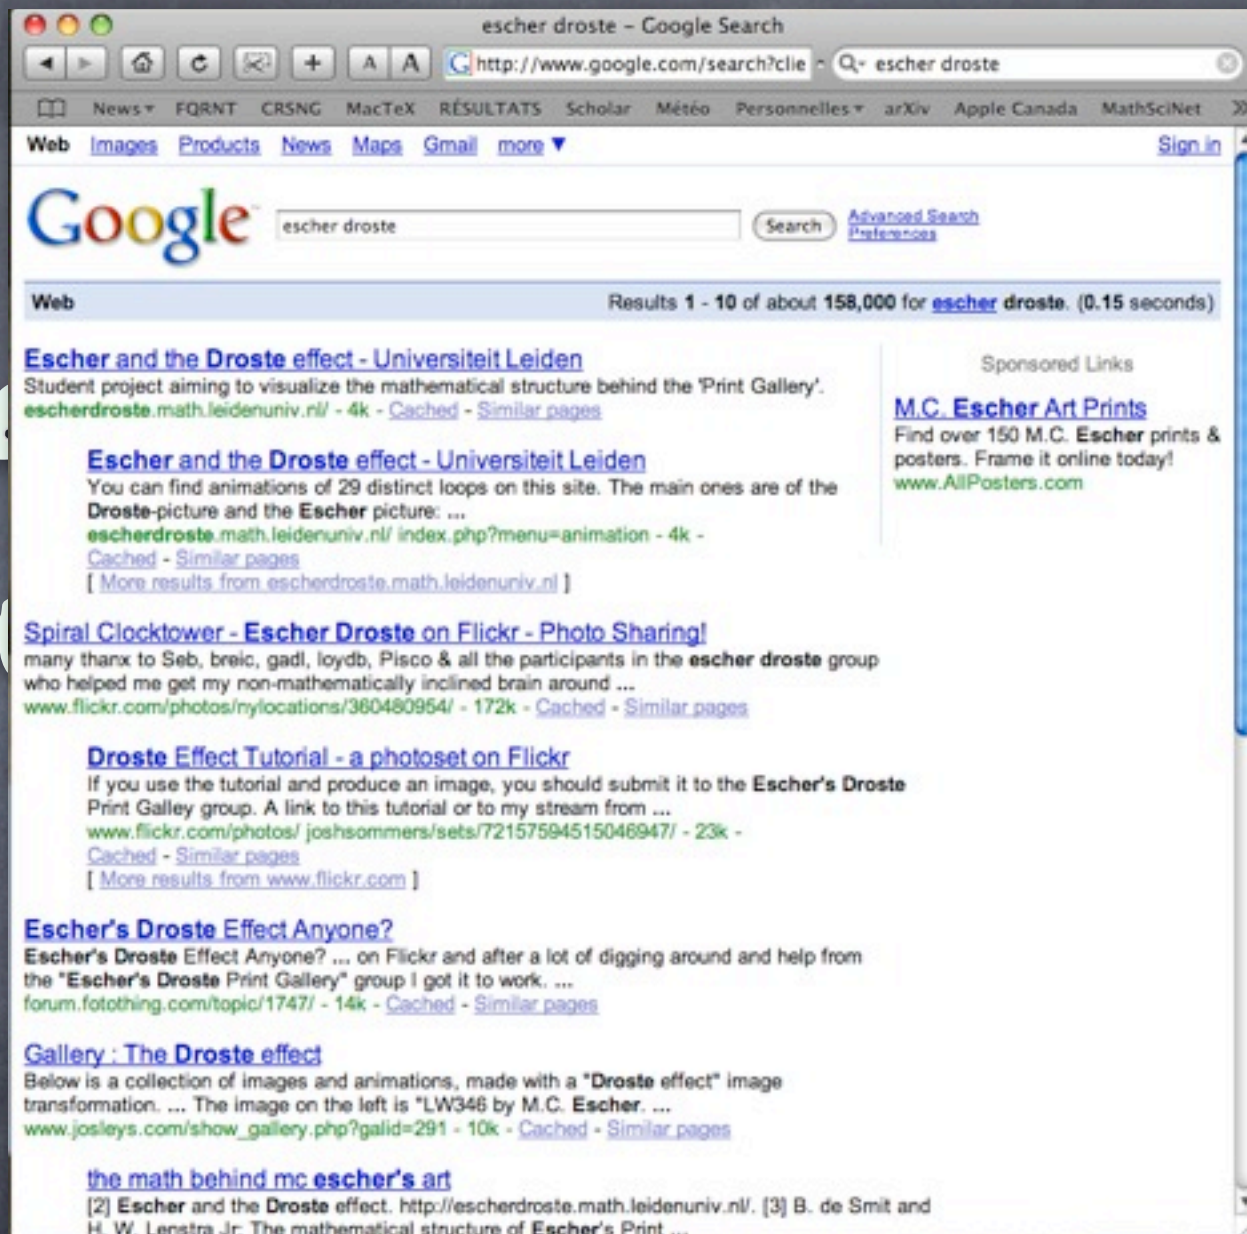 escher droste – Google Search
A A http://www.google.com/search?clie escher droste
News FQRNT CRSNG MacTeX RÉSULTATS Scholar Météo Personnelles arXiv Apple Canada MathSciNet
Web Images Products News Maps Gmail more Sign in
Google escher droste Search Advanced Search
Preferences
Web Results 1 - 10 of about 158,000 for escher droste. (0.15 seconds)
Escher and the Droste effect - Universiteit Leiden
Student project aiming to visualize the mathematical structure behind the 'Print Gallery'.
escherdroste.math.leidenuniv.nl/ - 4k - Cached - Similar pages
Escher and the Droste effect - Universiteit Leiden
You can find animations of 29 distinct loops on this site. The main ones are of the
Droste-picture and the Escher picture: ...
escherdroste.math.leidenuniv.nl/ index.php?menu=animation - 4k -
Cached - Similar pages
[ More results from escherdroste.math.leidenuniv.nl ]
Spiral Clocktower - Escher Droste on Flickr - Photo Sharing!
many thanx to Seb, breic, gadl, loydb, Pisco & all the participants in the escher droste group
who helped me get my non-mathematically inclined brain around ...
www.flickr.com/photos/nylocations/360480954/ - 172k - Cached - Similar pages
Droste Effect Tutorial - a photoset on Flickr
If you use the tutorial and produce an image, you should submit it to the Escher's Droste
Print Galley group. A link to this tutorial or to my stream from ...
www.flickr.com/photos/ joshsommers/sets/72157594515046947/ - 23k -
Cached - Similar pages
[ More results from www.flickr.com ]
Escher's Droste Effect Anyone?
Escher's Droste Effect Anyone? ... on Flickr and after a lot of digging around and help from
the "Escher's Droste Print Gallery" group I got it to work. ...
forum.fotothing.com/topic/1747/ - 14k - Cached - Similar pages
Gallery : The Droste effect
Below is a collection of images and animations, made with a "Droste effect" image
transformation. ... The image on the left is "LW346 by M.C. Escher. ...
www.josleys.com/show_gallery.php?galid=291 - 10k - Cached - Similar pages
the math behind mc escher's art
[2] Escher and the Droste effect. http://escherdroste.math.leidenuniv.nl/. [3] B. de Smit and
H. W. Lenstra Jr. The mathematical structure of Escher's Print ...
Sponsored Links
M.C. Escher Art Prints
Find over 150 M.C. Escher prints &
posters. Frame it online today!
www.AllPosters.com